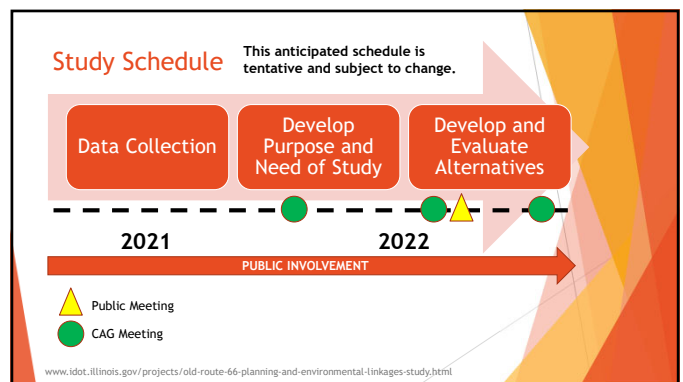 Study Schedule
This anticipated schedule is
tentative and subject to change.
Data Collection
Develop
Purpose and
Need of Study
Develop and
Evaluate
Alternatives
2021
2022
PUBLIC INVOLVEMENT
Public Meeting
CAG Meeting
www.idot.illinois.gov/projects/old-route-66-planning-and-environmental-linkages-study.html